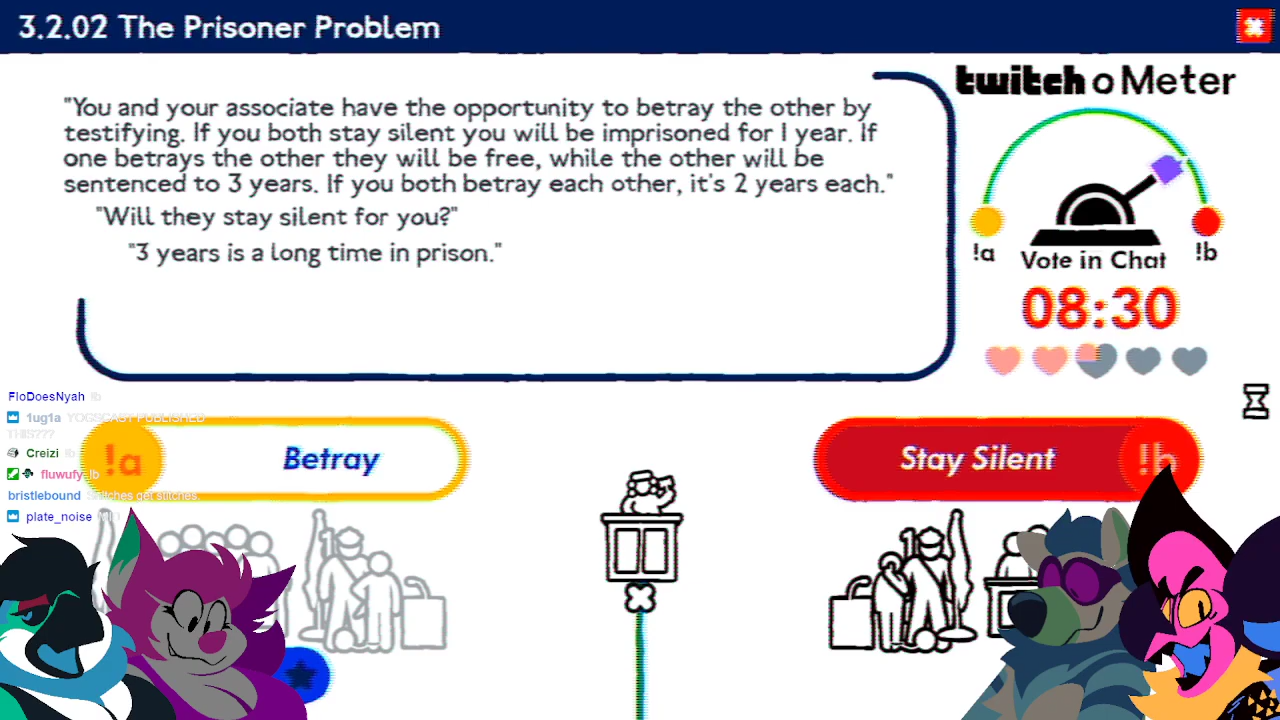 3.2.02 The Prisoner Problem
"You and your associate have the opportunity to betray the other by
testifying. If you both stay silent you will be imprisoned for 1 year. If
one betrays the other they will be free, while the other will be
sentenced to 3 years. If you both betray each other, it's 2 years each."
"Will they stay silent for you?"
"3 years is a long time in prison."
twitch o Meter
!a
Vote in Chat
!b
08:30
FloDoesNyah !b
1ug1a YOGSCAST PUBLISHED
THIS???
Creizi !b
fluwufy !b
bristlebound Snitches get stitches.
plate_noise
!a
Betray
Stay Silent
!b